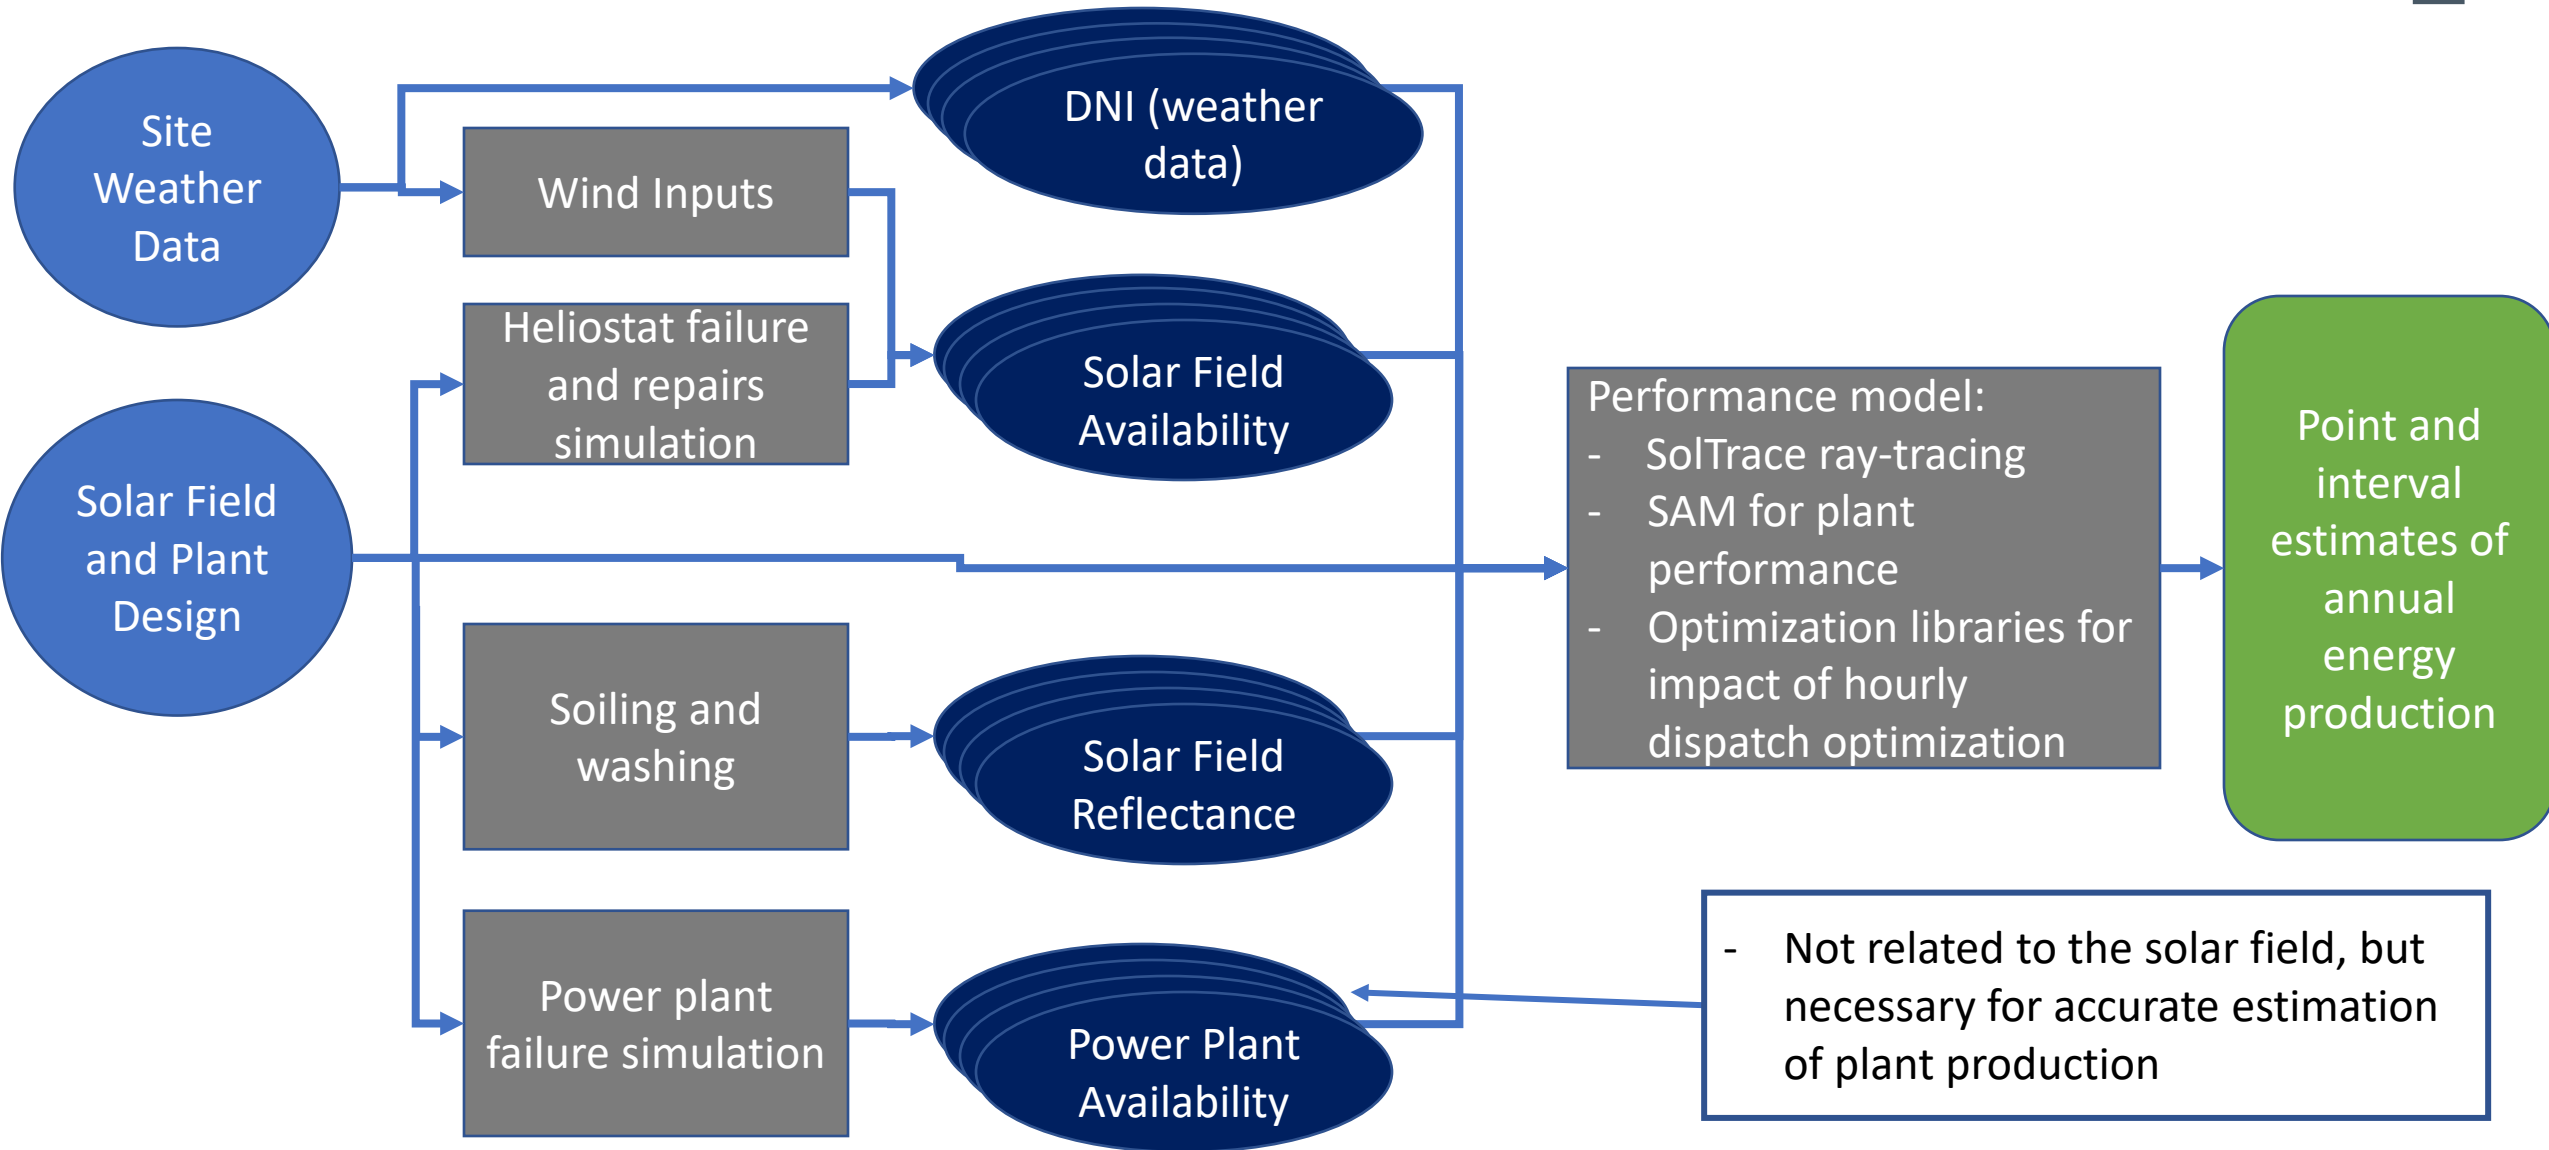 Site
Weather
Data
Solar Field
and Plant
Design
Wind Inputs
Heliostat failure
and repairs
simulation
Soiling and
washing
Power plant
failure simulation
DNI (weather
data)
Solar Field
Availability
Solar Field
Reflectance
Power Plant
Availability
Performance model:
- SolTrace ray-tracing
- SAM for plant
performance
- Optimization libraries for
impact of hourly
dispatch optimization
Point and
interval
estimates of
annual
energy
production
- Not related to the solar field, but
necessary for accurate estimation
of plant production